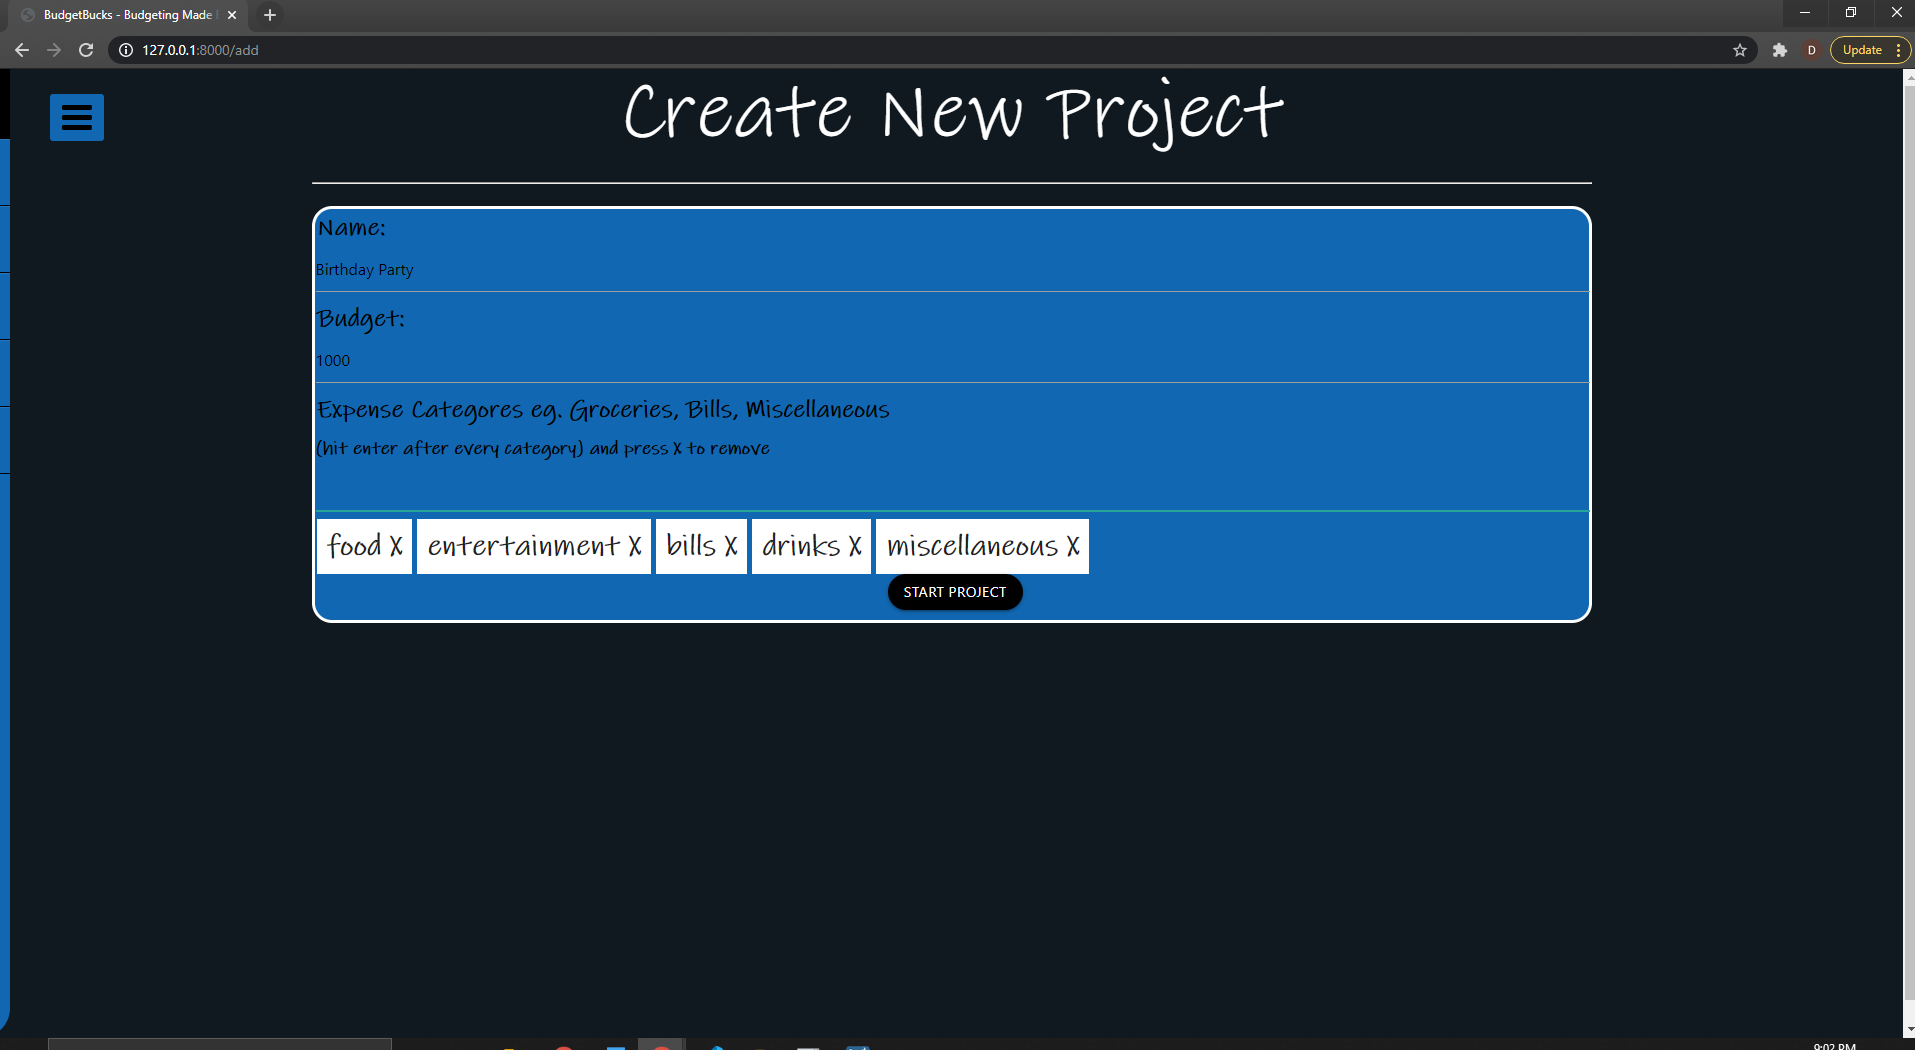 BudgetBucks - Budgeting Made
127.0.0.1:8000/add
D
Update
Create New Project
Name:
Birthday Party
Budget:
1000
Expense Categores eg. Groceries, Bills, Miscellaneous
(hit enter after every category) and press X to remove
food X entertainment X bills X drinks X miscellaneous X
START PROJECT
9:02 PM